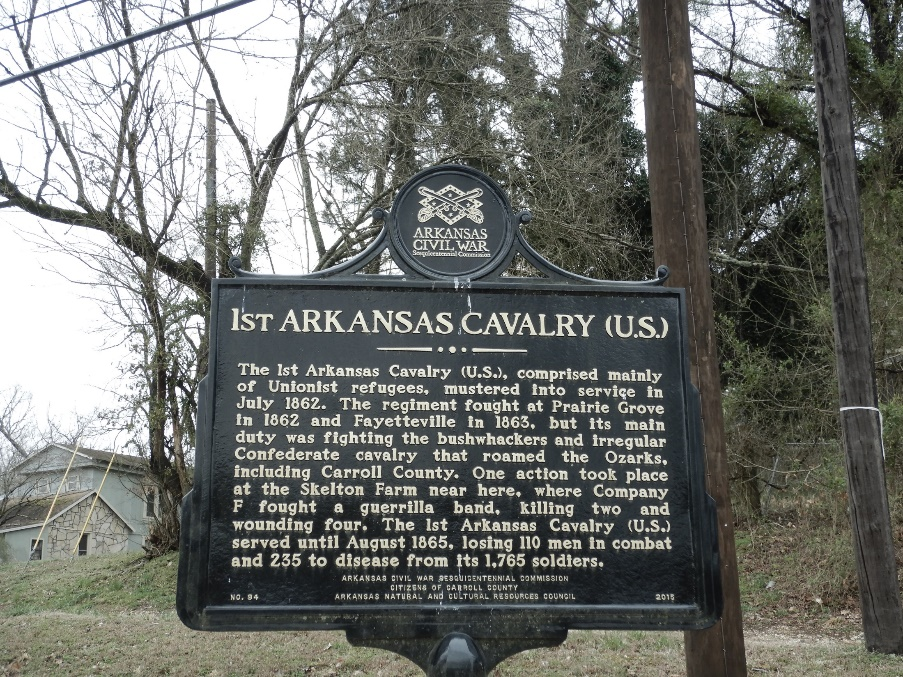 ARKANSAS
CIVIL WAR
Sesquicentennial Commission
1ST ARKANSAS CAVALRY (U.S.)
The 1st Arkansas Cavalry (U.S.), comprised mainly
of Unionist refugees, mustered into service in
July 1862. The regiment fought at Prairie Grove
in 1862 and Fayetteville in 1863, but its main
duty was fighting the bushwhackers and irregular
Confederate cavalry that roamed the Ozarks,
including Carroll County. One action took place
at the Skelton Farm near here, where Company
F fought a guerrilla band, killing two and
wounding four. The 1st Arkansas Cavalry (U.S.)
served until August 1865, losing 110 men in combat
and 235 to disease from its 1,765 soldiers.
ARKANSAS CIVIL WAR SESQUICENTENNIAL COMMISSION
CITIZENS OF CARROLL COUNTY
NO. 94 ARKANSAS NATURAL AND CULTURAL RESOURCES COUNCIL 2015